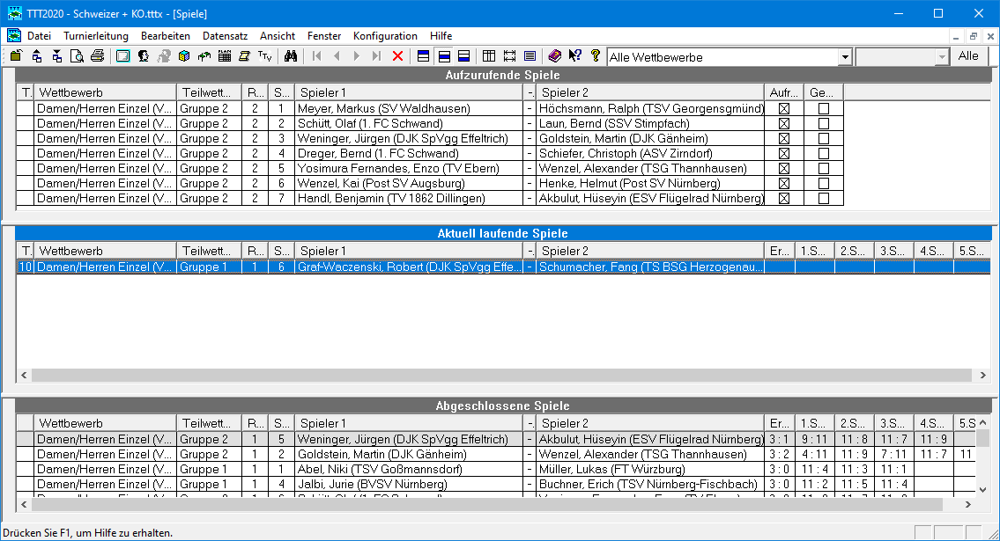 TTT2020 - Schweizer + KO.tttx - [Spiele]
Datei Turnierleitung Bearbeiten Datensatz Ansicht Fenster Konfiguration Hilfe
Alle Wettbewerbe Alle
Aufzurufende Spiele
T. Wettbewerb Teilwett... R... S... Spieler 1 -. Spieler 2 Aufr... Ge...
Damen/Herren Einzel (V... Gruppe 2 2 1 Meyer, Markus (SV Waldhausen) - Höchsmann, Ralph (TSV Georgensgmünd)
Damen/Herren Einzel (V... Gruppe 2 2 2 Schütt, Olaf (1. FC Schwand) - Laun, Bernd (SSV Stimpfach)
Damen/Herren Einzel (V... Gruppe 2 2 3 Weninger, Jürgen (DJK SpVgg Effeltrich) - Goldstein, Martin (DJK Gänheim)
Damen/Herren Einzel (V... Gruppe 2 2 4 Dreger, Bernd (1. FC Schwand) - Schiefer, Christoph (ASV Zirndorf)
Damen/Herren Einzel (V... Gruppe 2 2 5 Yosimura Fernandes, Enzo (TV Ebern) - Wenzel, Alexander (TSG Thannhausen)
Damen/Herren Einzel (V... Gruppe 2 2 6 Wenzel, Kai (Post SV Augsburg) - Henke, Helmut (Post SV Nürnberg)
Damen/Herren Einzel (V... Gruppe 2 2 7 Handl, Benjamin (TV 1862 Dillingen) - Akbulut, Hüseyin (ESV Flügelrad Nürnberg)
Aktuell laufende Spiele
T. Wettbewerb Teilwett... R... S... Spieler 1 -. Spieler 2 Er... 1.S... 2.S... 3.S... 4.S... 5.S...
10 Damen/Herren Einzel (V... Gruppe 1 1 6 Graf-Waczenski, Robert (DJK SpVgg Effe... - Schumacher, Fang (TS BSG Herzogenau...
Abgeschlossene Spiele
Wettbewerb Teilwett... R... S... Spieler 1 -. Spieler 2 Er... 1.S... 2.S... 3.S... 4.S... 5.S
Damen/Herren Einzel (V... Gruppe 2 1 5 Weninger, Jürgen (DJK SpVgg Effeltrich) - Akbulut, Hüseyin (ESV Flügelrad Nürnberg) 3 : 1 9 : 11 11 : 8 11 : 7 11 : 9
Damen/Herren Einzel (V... Gruppe 2 1 2 Goldstein, Martin (DJK Gänheim) - Wenzel, Alexander (TSG Thannhausen) 3 : 2 4 : 11 11 : 9 7 : 11 11 : 7 11
Damen/Herren Einzel (V... Gruppe 1 1 1 Abel, Niki (TSV Goßmannsdorf) - Müller, Lukas (FT Würzburg) 3 : 0 11 : 4 11 : 3 11 : 1
Damen/Herren Einzel (V... Gruppe 1 1 4 Jalbi, Jurie (BVSV Nürnberg) - Buchner, Erich (TSV Nürnberg-Fischbach) 3 : 0 11 : 2 11 : 5 11 : 4
Drücken Sie F1, um Hilfe zu erhalten.